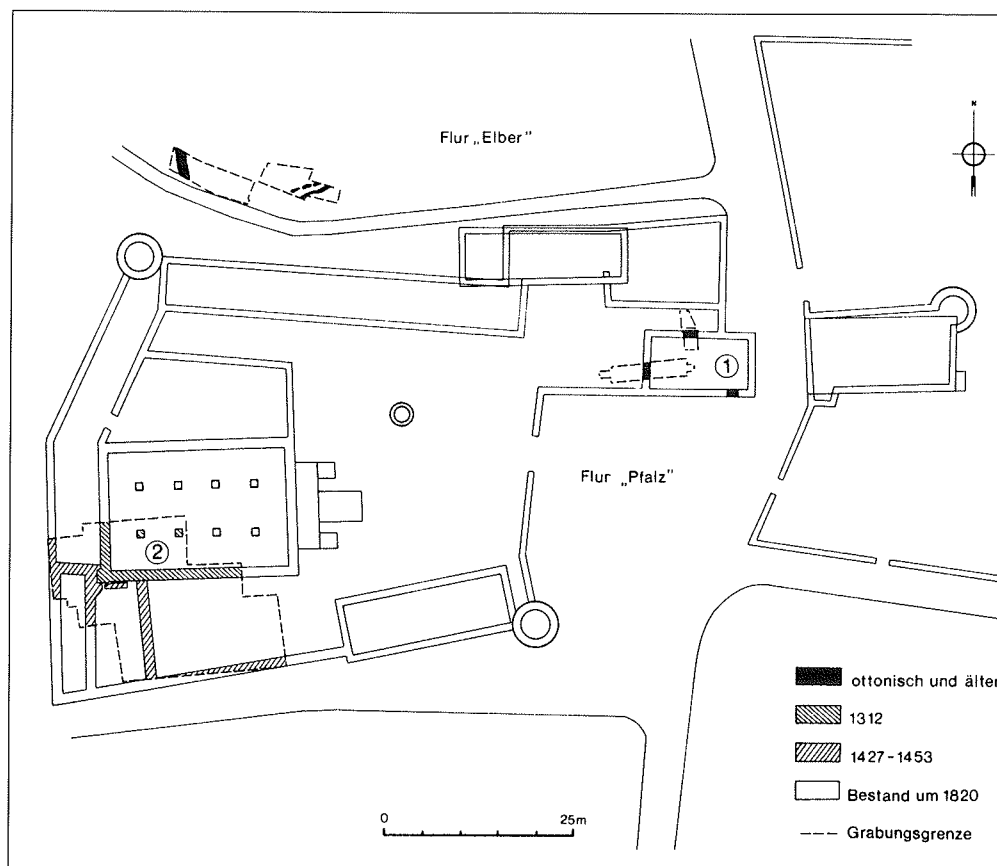 Flur „Elber"
N
1
Flur „Pfalz"
2
ottonisch und älter
1312
1427-1453
Bestand um 1820
Grabungsgrenze
0 25m